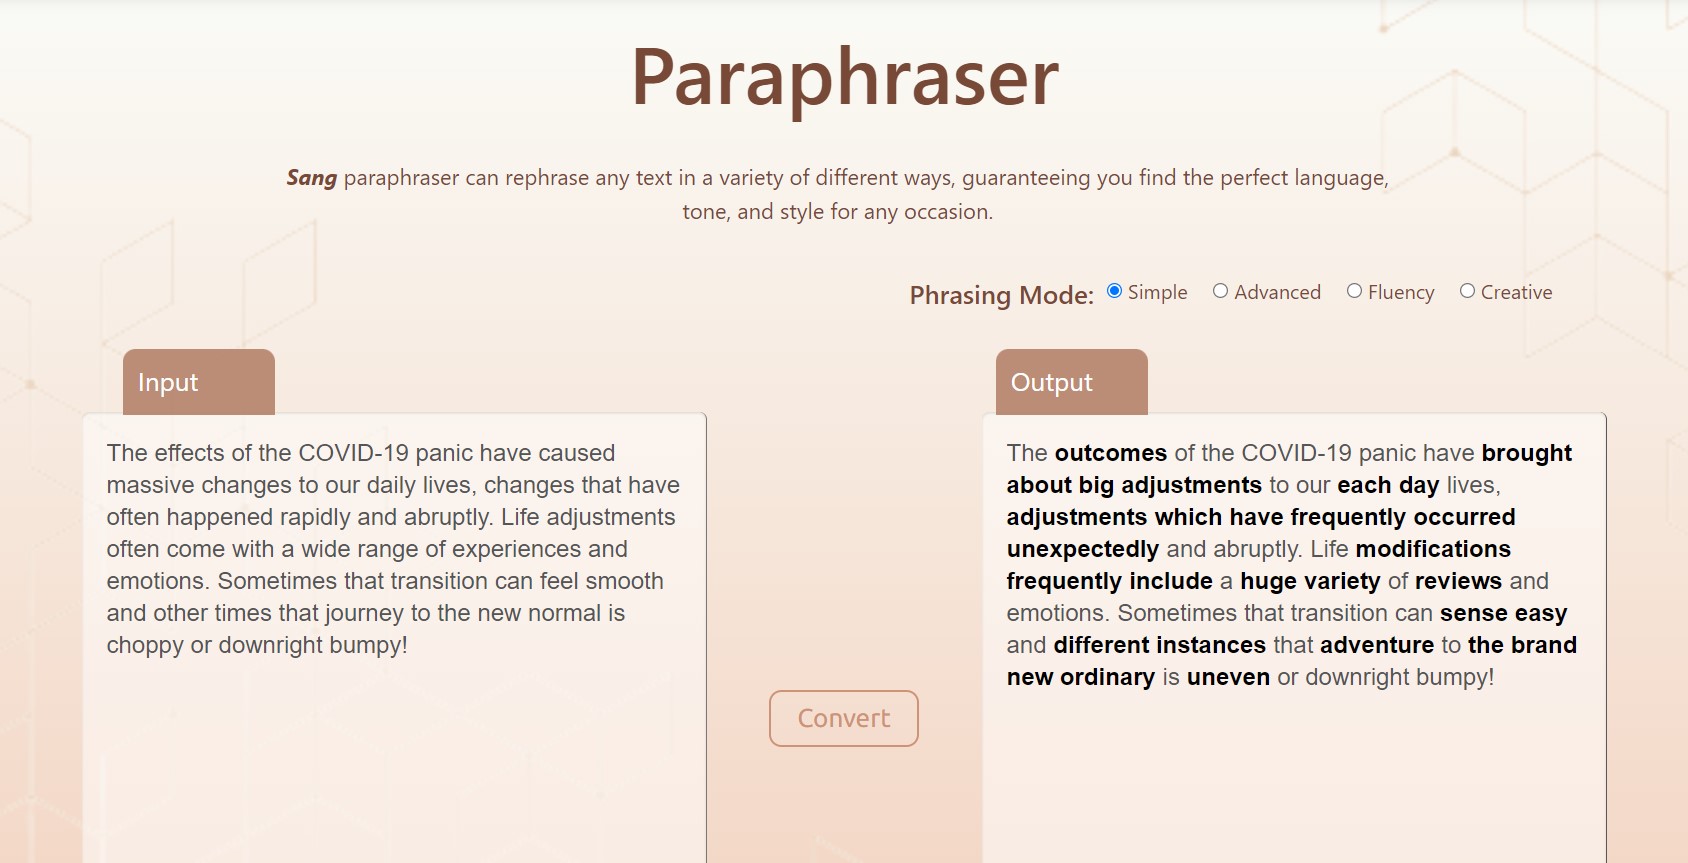 Paraphraser
Sang paraphraser can rephrase any text in a variety of different ways, guaranteeing you find the perfect language,
tone, and style for any occasion.
Phrasing Mode: Simple Advanced Fluency Creative
Input
The effects of the COVID-19 panic have caused
massive changes to our daily lives, changes that have
often happened rapidly and abruptly. Life adjustments
often come with a wide range of experiences and
emotions. Sometimes that transition can feel smooth
and other times that journey to the new normal is
choppy or downright bumpy!
Convert
Output
The outcomes of the COVID-19 panic have brought
about big adjustments to our each day lives,
adjustments which have frequently occurred
unexpectedly and abruptly. Life modifications
frequently include a huge variety of reviews and
emotions. Sometimes that transition can sense easy
and different instances that adventure to the brand
new ordinary is uneven or downright bumpy!